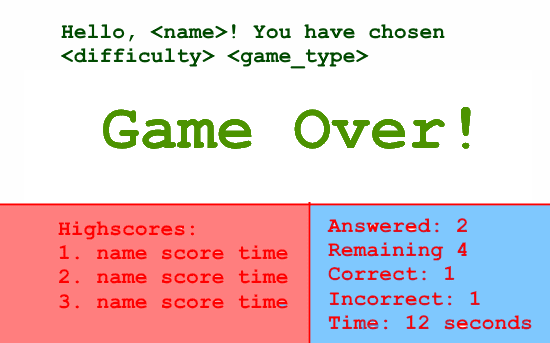 Hello, <name>! You have chosen
<difficulty> <game_type>
Game Over!
Highscores:
1. name score time
2. name score time
3. name score time
Answered: 2
Remaining 4
Correct: 1
Incorrect: 1
Time: 12 seconds